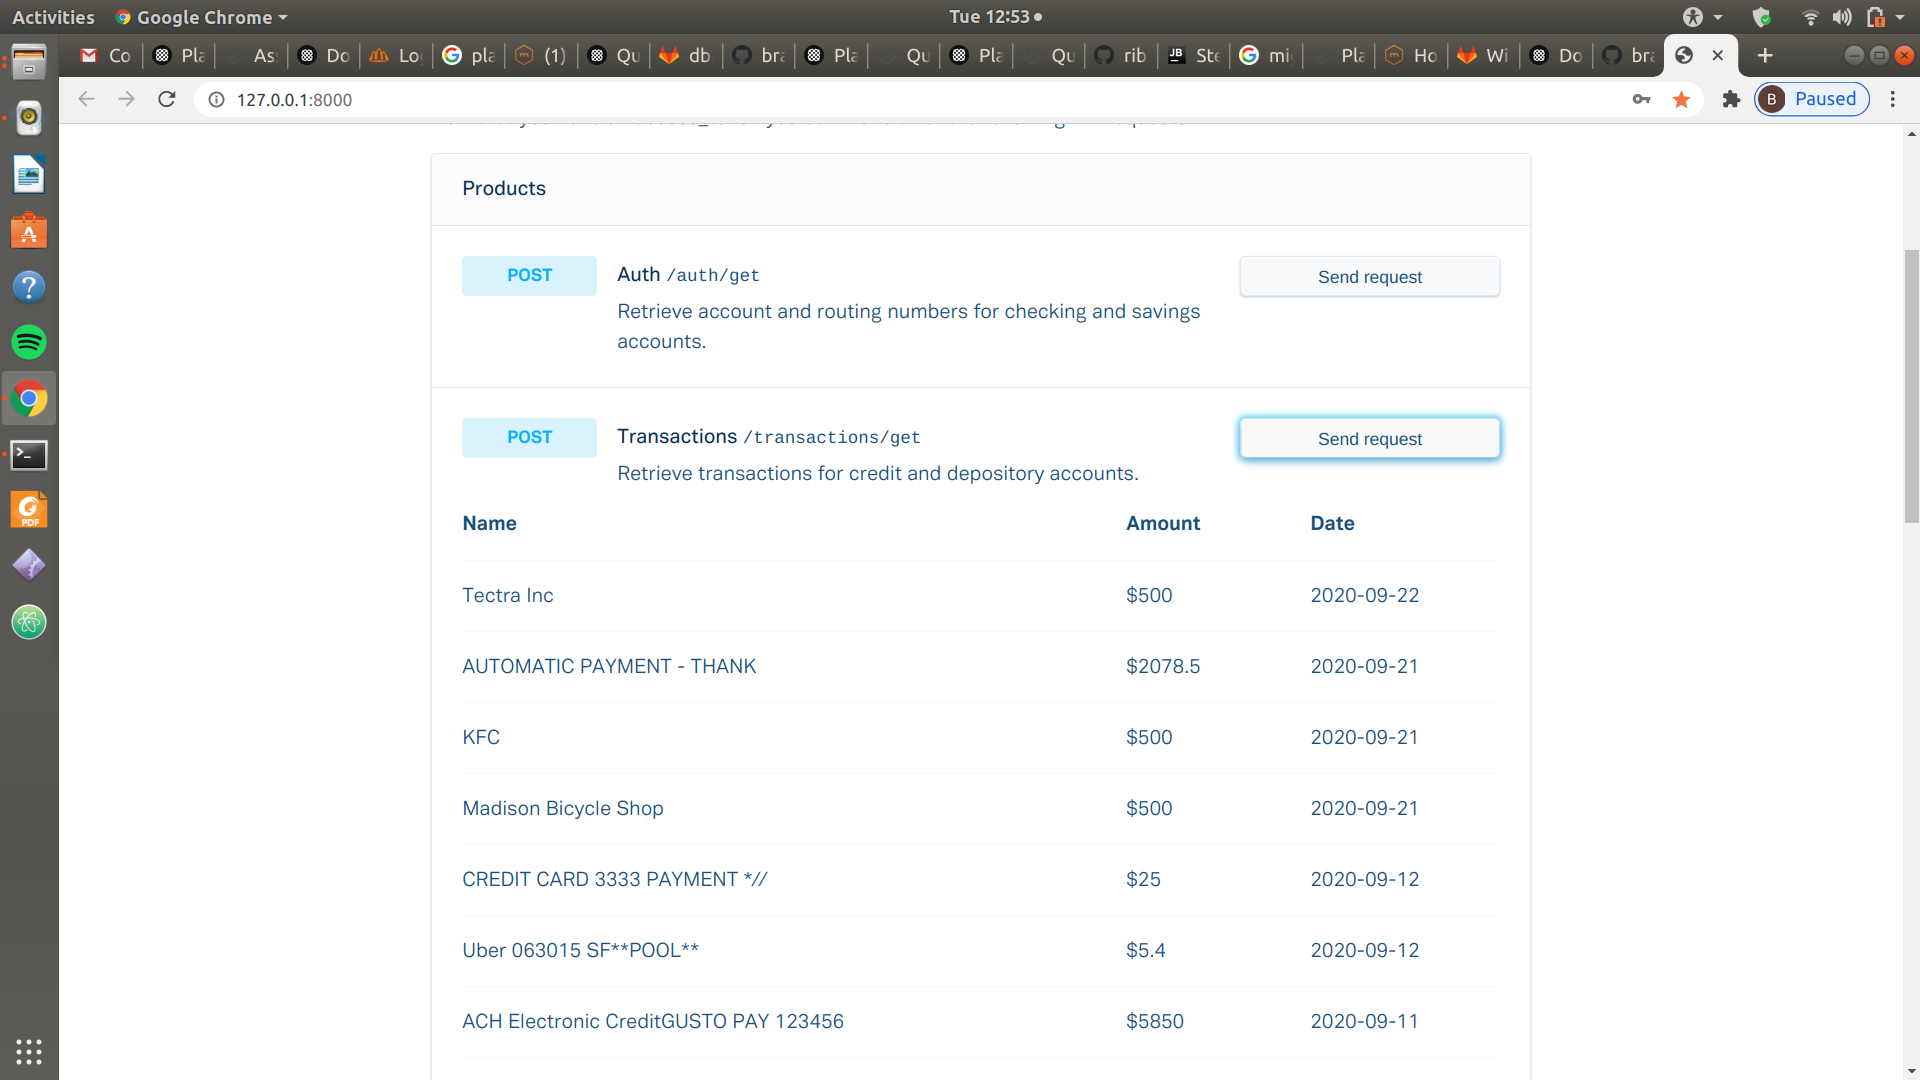 Activities Google Chrome Tue 12:53
Co Pla As Do Lo pla (1) Qu db bra Pla Qu Pla Qu rib Ste mi Pla Ho Wi Do bra
127.0.0.1:8000 B Paused
Products
POST Auth /auth/get Send request
Retrieve account and routing numbers for checking and savings
accounts.
POST Transactions /transactions/get Send request
Retrieve transactions for credit and depository accounts.
Name Amount Date
Tectra Inc $500 2020-09-22
AUTOMATIC PAYMENT - THANK $2078.5 2020-09-21
KFC $500 2020-09-21
Madison Bicycle Shop $500 2020-09-21
CREDIT CARD 3333 PAYMENT *// $25 2020-09-12
Uber 063015 SF**POOL** $5.4 2020-09-12
ACH Electronic CreditGUSTO PAY 123456 $5850 2020-09-11